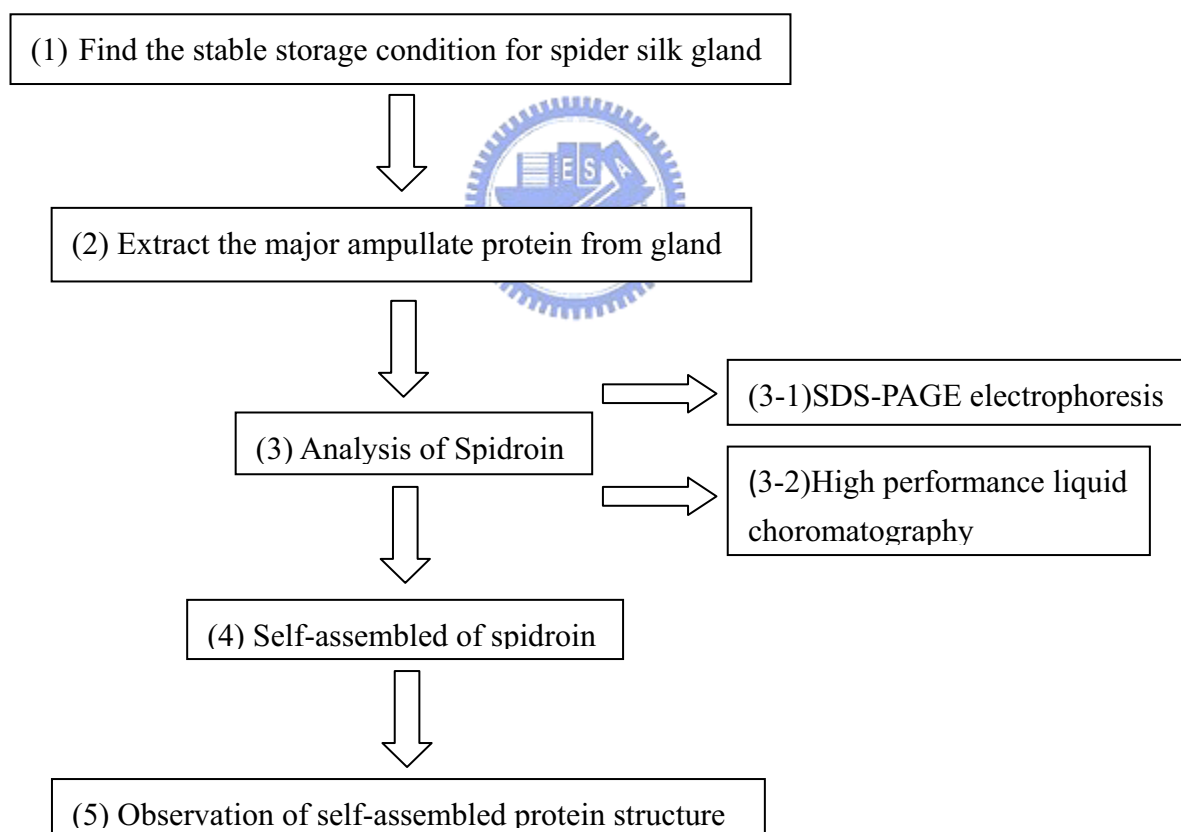 (1) Find the stable storage condition for spider silk gland
ESA
(2) Extract the major ampullate protein from gland
(3-1)SDS-PAGE electrophoresis
(3) Analysis of Spidroin
(3-2)High performance liquid
choromatography
(4) Self-assembled of spidroin
(5) Observation of self-assembled protein structure